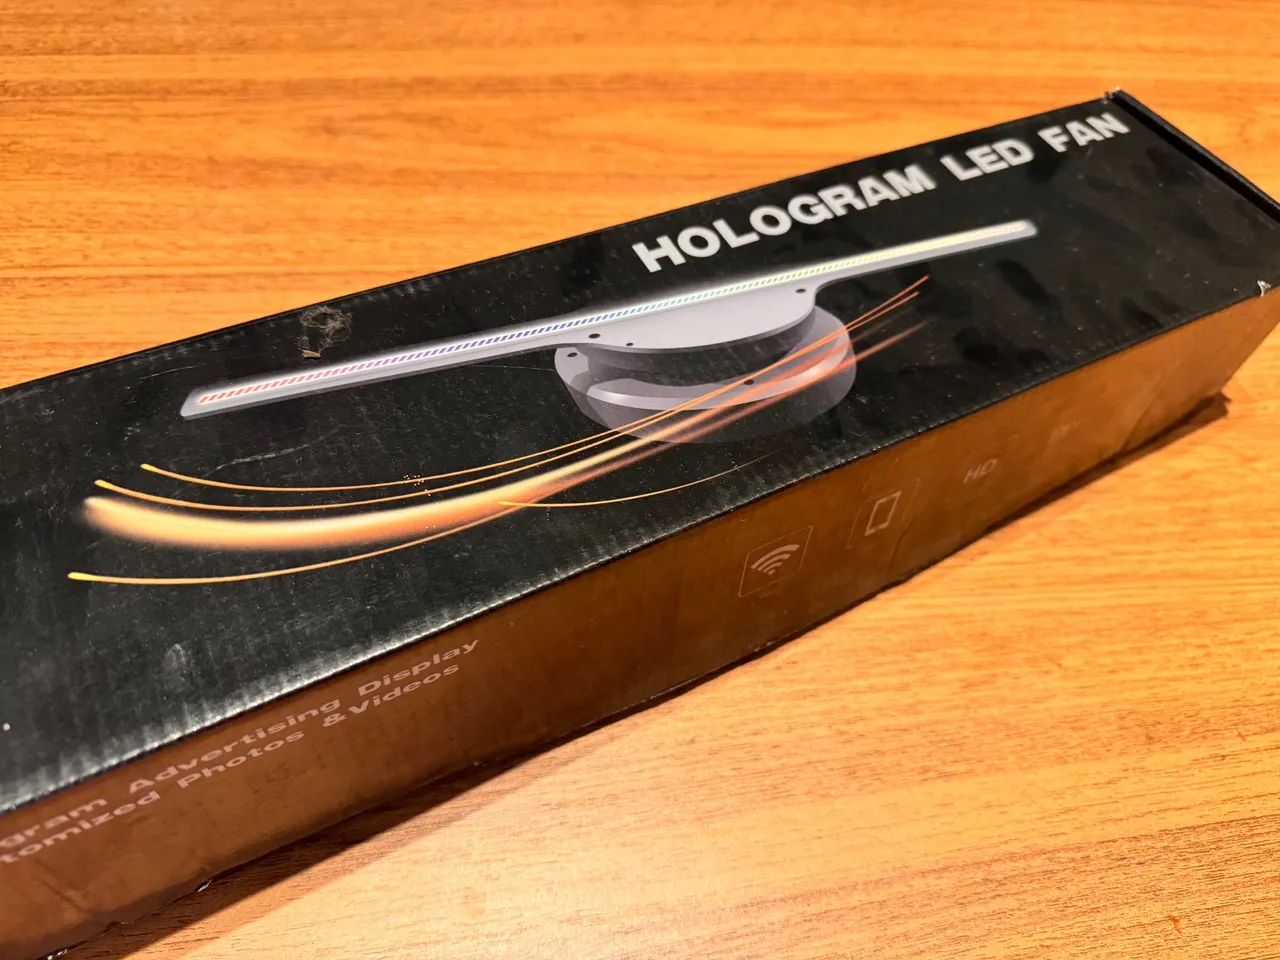 HOLOGRAM LED FAN
gram Advertising Display
tomized Photos &Videos
HD